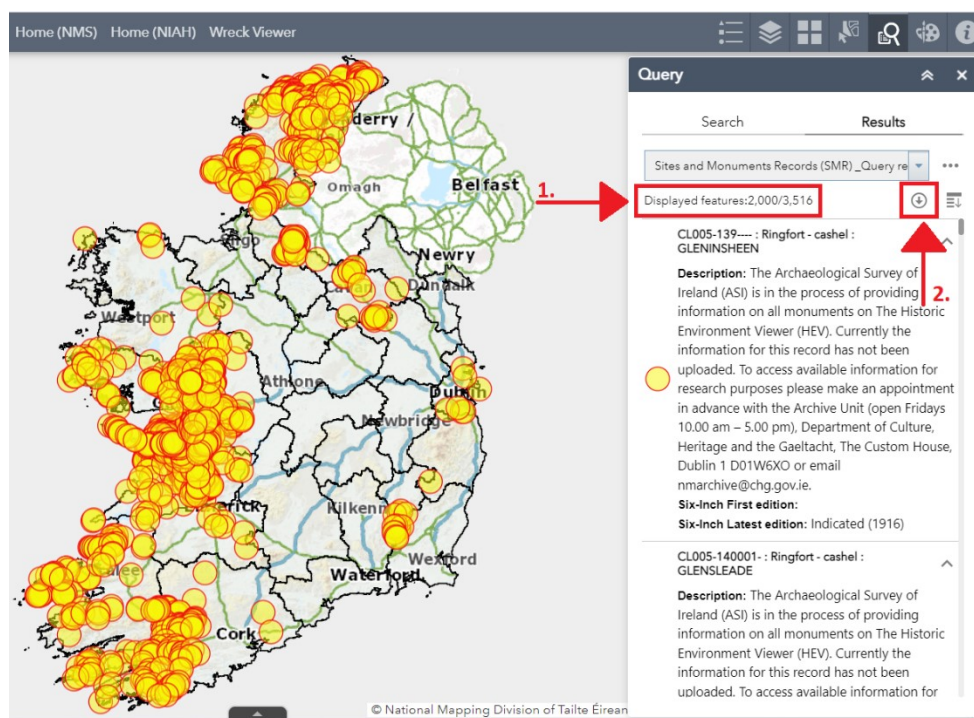 Home (NMS) Home (NIAH) Wreck Viewer
Query
Search Results
Sites and Monuments Records (SMR) _Query re
1.
Displayed features:2,000/3,516
2.
CL005-139---- : Ringfort - cashel :
GLENINSHEEN
Description: The Archaeological Survey of
Ireland (ASI) is in the process of providing
information on all monuments on The Historic
Environment Viewer (HEV). Currently the
information for this record has not been
uploaded. To access available information for
research purposes please make an appointment
in advance with the Archive Unit (open Fridays
10.00 am – 5.00 pm), Department of Culture,
Heritage and the Gaeltacht, The Custom House,
Dublin 1 D01W6XO or email
nmarchive@chg.gov.ie.
Six-Inch First edition:
Six-Inch Latest edition: Indicated (1916)
CL005-140001- : Ringfort - cashel :
GLENSLEADE
Description: The Archaeological Survey of
Ireland (ASI) is in the process of providing
information on all monuments on The Historic
Environment Viewer (HEV). Currently the
information for this record has not been
uploaded. To access available information for
derry /
Omagh
Belfast
Newry
Dundalk
Westport
Athlone
Dublin
Newbridge
Kilkenn
Wexford
Waterford
Cork
© National Mapping Division of Tailte Éirean